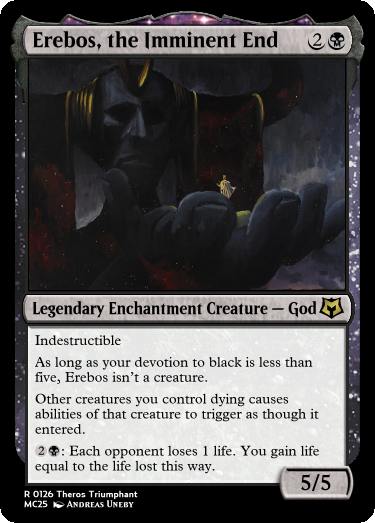 Erebos, the Imminent End 2
Legendary Enchantment Creature — God
Indestructible
As long as your devotion to black is less than
five, Erebos isn't a creature.
Other creatures you control dying causes
abilities of that creature to trigger as though it
entered.
2: Each opponent loses 1 life. You gain life
equal to the life lost this way.
5/5
R 0126 Theros Triumphant
MC25 Andreas Uneby